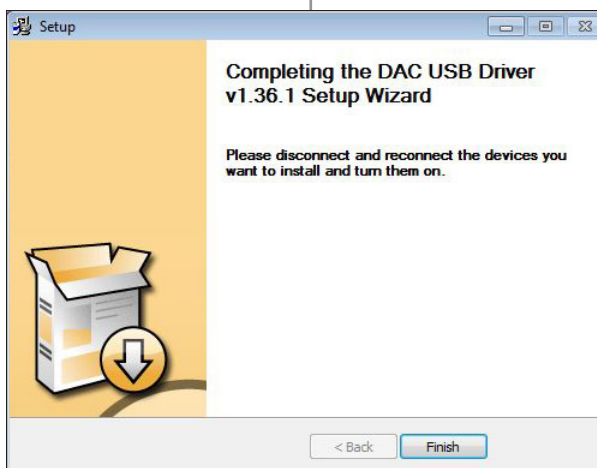 Setup
Completing the DAC USB Driver
v1.36.1 Setup Wizard
Please disconnect and reconnect the devices you
want to install and turn them on.
< Back Finish